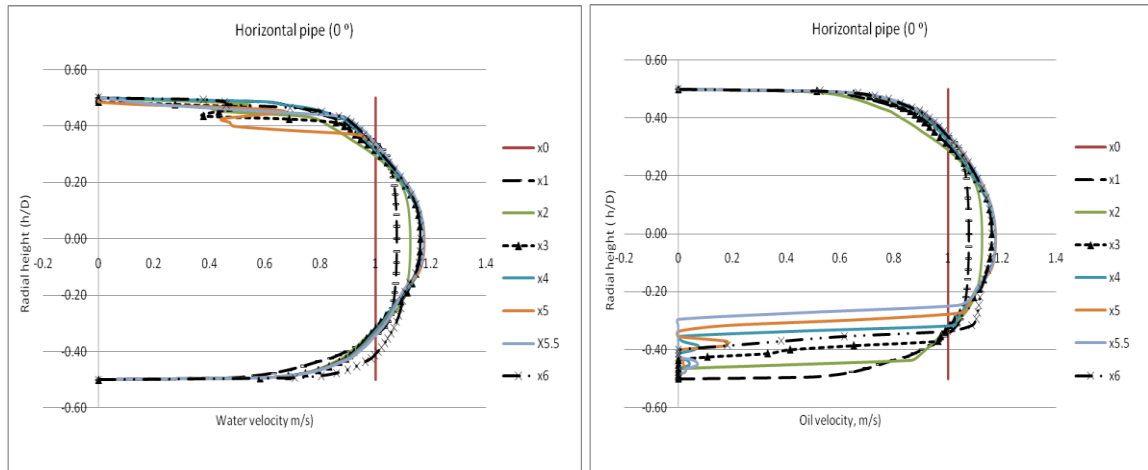 Horizontal pipe (0 º)
0.60
0.40
0.20
0.00
-0.20
-0.40
-0.60
-0.2
0
0.2
0.4
0.6
0.8
1
1.2
1.4
Radial height (h/D)
Water velocity m/s)
x0
x1
x2
x3
x4
x5
X5.5
x6
Horizontal pipe (0 º)
0.60
0.40
0.20
0.00
-0.20
-0.40
-0.60
-0.2
0
0.2
0.4
0.6
0.8
1
1.2
1.4
Radial height ( h/D)
Oil velocity, m/s)
x0
x1
x2
x3
x4
x5
x5.5
x6